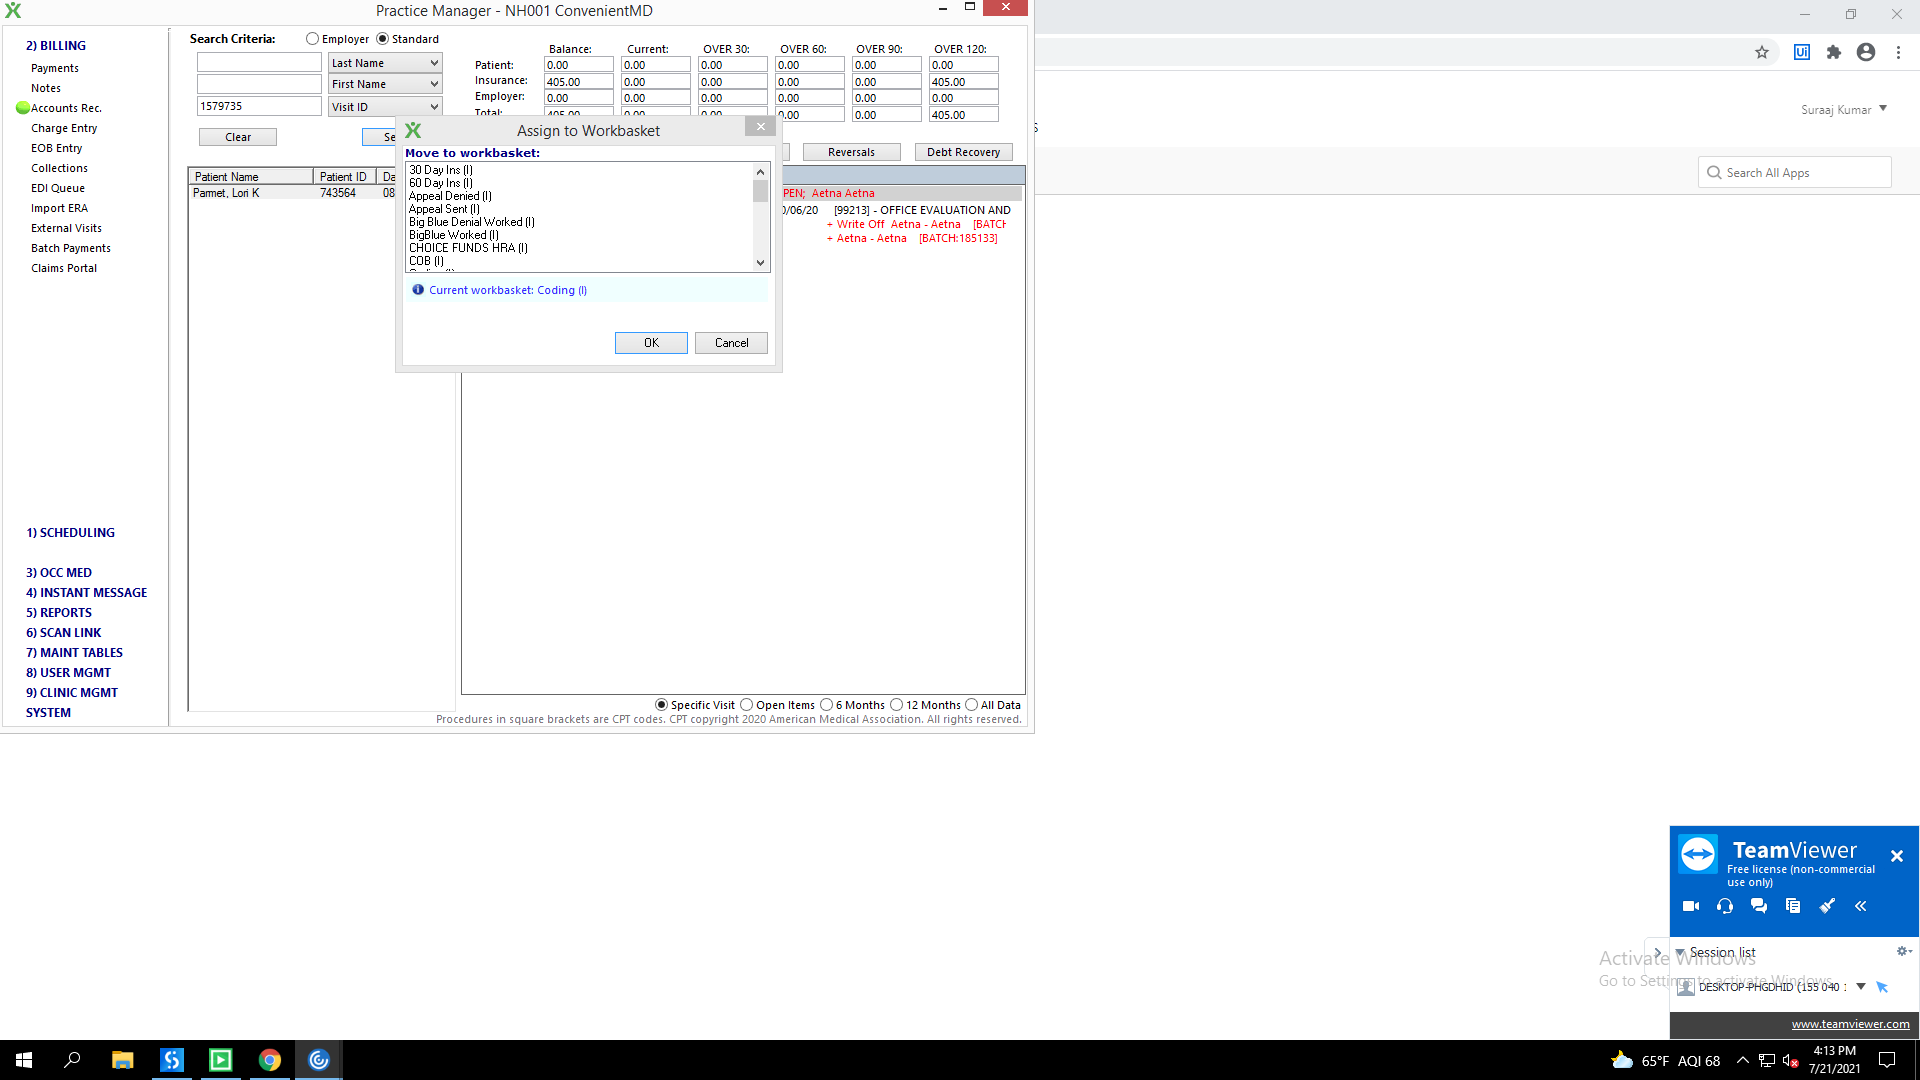 Practice Manager - NH001 ConvenientMD
2) BILLING
Payments
Notes
Accounts Rec.
Charge Entry
EOB Entry
Collections
EDI Queue
Import ERA
External Visits
Batch Payments
Claims Portal
1) SCHEDULING
3) OCC MED
4) INSTANT MESSAGE
5) REPORTS
6) SCAN LINK
7) MAINT TABLES
8) USER MGMT
9) CLINIC MGMT
SYSTEM
Search Criteria: Employer Standard
Last Name
First Name
1579735 Visit ID
Clear Se
Balance: Current: OVER 30: OVER 60: OVER 90: OVER 120:
Patient: 0.00 0.00 0.00 0.00 0.00 0.00
Insurance: 405.00 0.00 0.00 0.00 0.00 405.00
Employer: 0.00 0.00 0.00 0.00 0.00 0.00
Total: 405.00 0.00 0.00 0.00 0.00 405.00
Reversals Debt Recovery
Patient Name Patient ID Da
Parmet, Lori K 743564 08
PEN; Aetna Aetna
0/06/20 [99213] - OFFICE EVALUATION AND
+ Write Off Aetna - Aetna [BATCH
+ Aetna - Aetna [BATCH:185133]
Assign to Workbasket
Move to workbasket:
30 Day Ins (I)
60 Day Ins (I)
Appeal Denied (I)
Appeal Sent (I)
Big Blue Denial Worked (I)
BigBlue Worked (I)
CHOICE FUNDS HRA (I)
COB (I)
Coding (I)
Current workbasket: Coding (I)
OK Cancel
Specific Visit Open Items 6 Months 12 Months All Data
Procedures in square brackets are CPT codes. CPT copyright 2020 American Medical Association. All rights reserved.
Suraaj Kumar
s
Search All Apps
TeamViewer
Free license (non-commercial
use only)
Session list
DESKTOP-PHGDHID (155 040 :
www.teamviewer.com
Activate Windows
Go to Settings to activate Windows.
65°F AQI 68
4:13 PM
7/21/2021